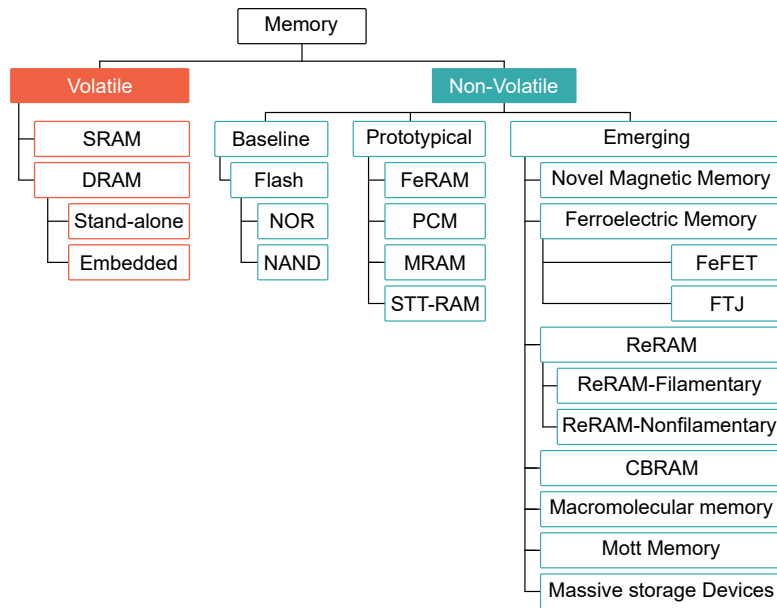 Memory
Volatile
Non-Volatile
SRAM
DRAM
Stand-alone
Embedded
Baseline
Flash
NOR
NAND
Prototypical
FeRAM
PCM
MRAM
STT-RAM
Emerging
Novel Magnetic Memory
Ferroelectric Memory
FeFET
FTJ
ReRAM
ReRAM-Filamentary
ReRAM-Nonfilamentary
CBRAM
Macromolecular memory
Mott Memory
Massive storage Devices